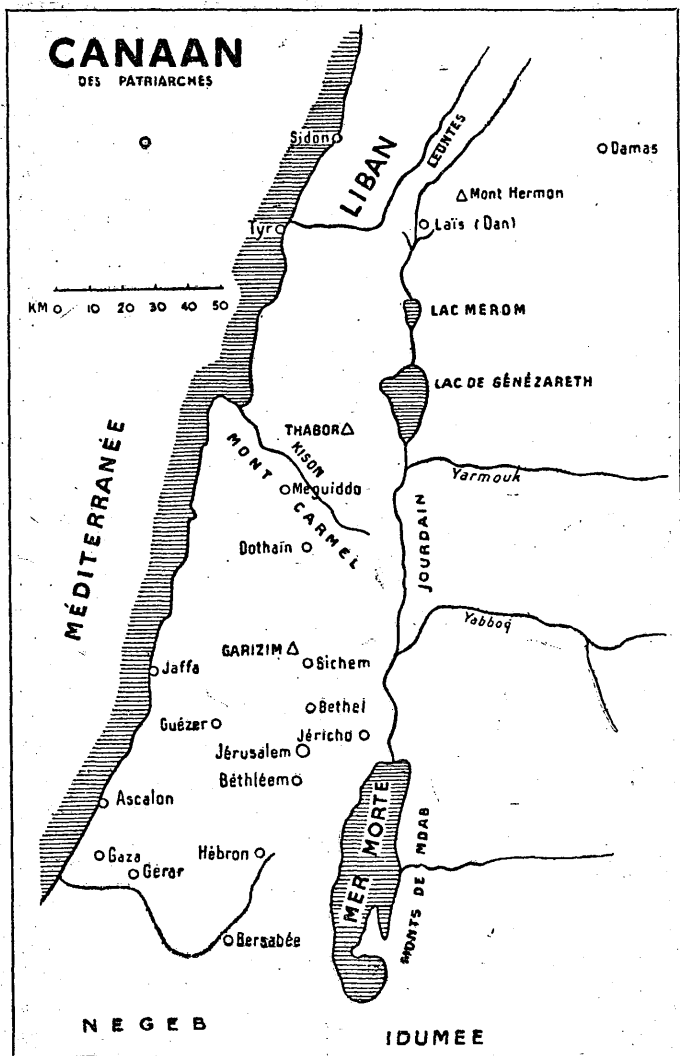 CANAAN
DES PATRIARCHES
Sidon
LIBAN
LEONTES
Damas
Mont Hermon
Tyr
Laïs (Dan)
KM 0 10 20 30 40 50
LAC MEROM
LAC DE GÉNÉZARETH
THABOR
KISON
MONT CARMEL
Meguiddo
Yarmouk
MÉDITERRANÉE
Dothaïn
JOURDAIN
Yabboq
GARIZIM
Sichem
Jaffa
Bethel
Guézer
Jéricho
Jérusalem
Béthléem
Ascalon
MER MORTE
MONTS DE MOAB
Gaza
Hébron
Gérar
Bersabée
NEGEB
IDUMEE